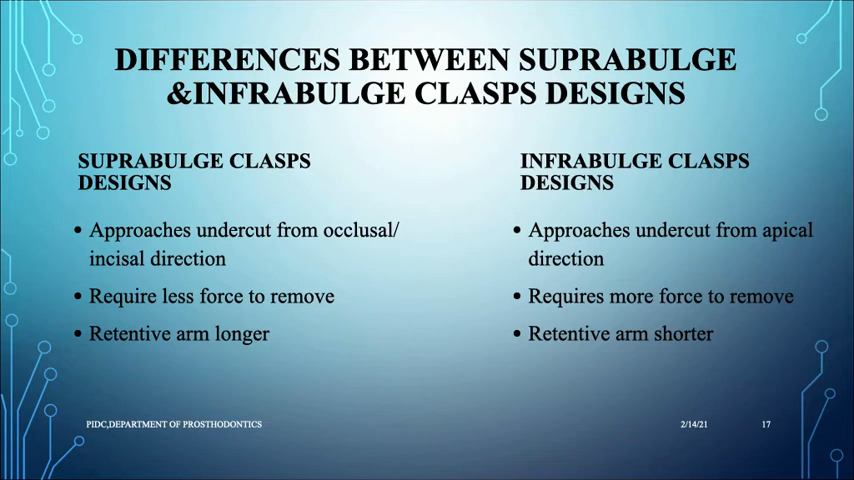 DIFFERENCES BETWEEN SUPRABULGE
&INFRABULGE CLASPS DESIGNS
SUPRABULGE CLASPS
DESIGNS
• Approaches undercut from occlusal/
incisal direction
• Require less force to remove
• Retentive arm longer
INFRABULGE CLASPS
DESIGNS
• Approaches undercut from apical
direction
• Requires more force to remove
• Retentive arm shorter
PIDC,DEPARTMENT OF PROSTHODONTICS
2/14/21
17